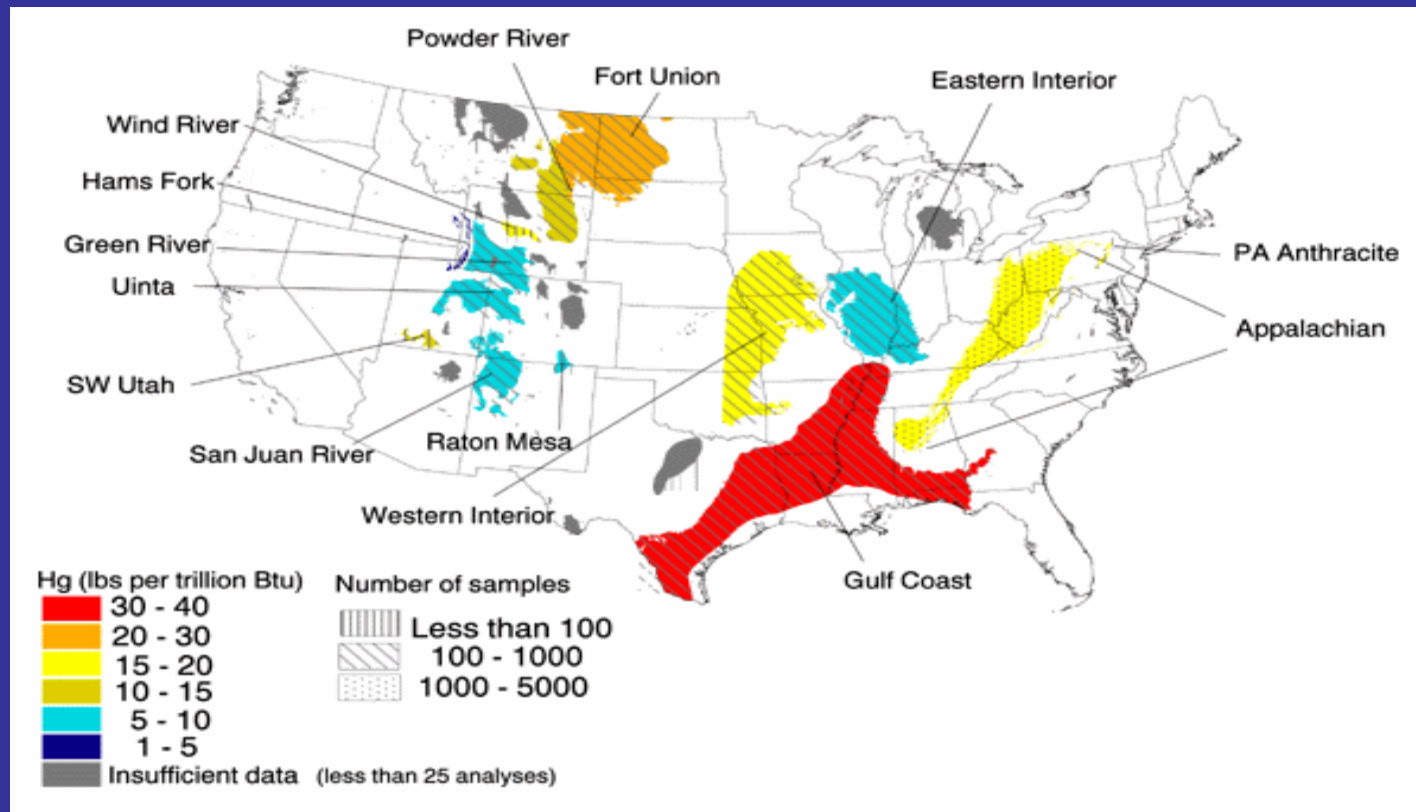 Powder River
Fort Union
Eastern Interior
Wind River
Hams Fork
Green River
Uinta
PA Anthracite
Appalachian
SW Utah
San Juan River
Raton Mesa
Western Interior
Gulf Coast
Hg (lbs per trillion Btu)
30 - 40
20 - 30
15 - 20
10 - 15
5 - 10
1 - 5
Insufficient data (less than 25 analyses)
Number of samples
Less than 100
100 - 1000
1000 - 5000